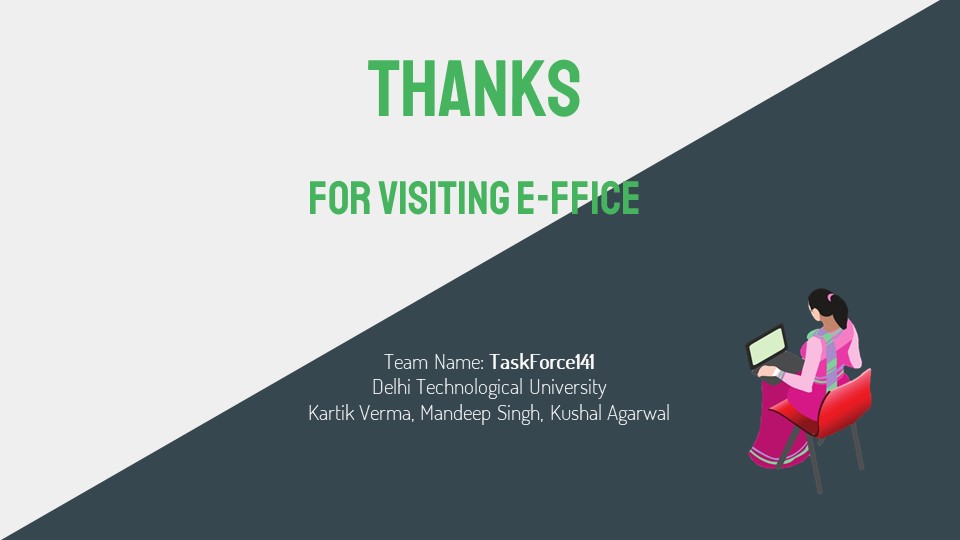 THANKS
FOR VISITING E-FFICE
Team Name: TaskForce141
Delhi Technological University
Kartik Verma, Mandeep Singh, Kushal Agarwal